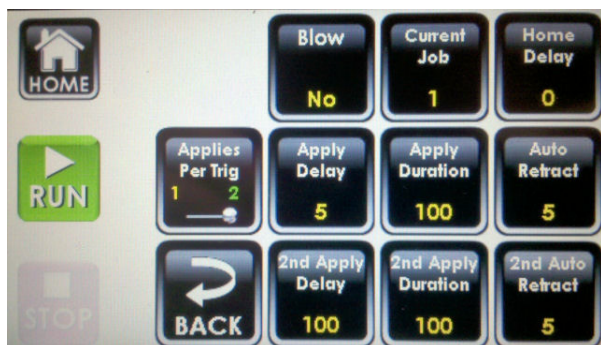 HOME
Blow
No
Current
Job
1
Home
Delay
0
RUN
Applies
Per Trig
1 2
Apply
Delay
5
Apply
Duration
100
Auto
Retract
5
STOP
BACK
2nd Apply
Delay
100
2nd Apply
Duration
100
2nd Auto
Retract
5